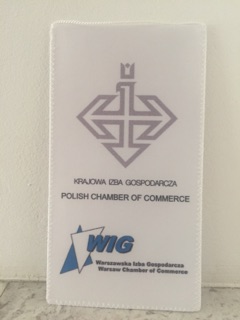 KRAJOWA IZBA GOSPODARCZA
POLISH CHAMBER OF COMMERCE
WIG
Warszawska Izba Gospodarcza
Warsaw Chamber of Commerce